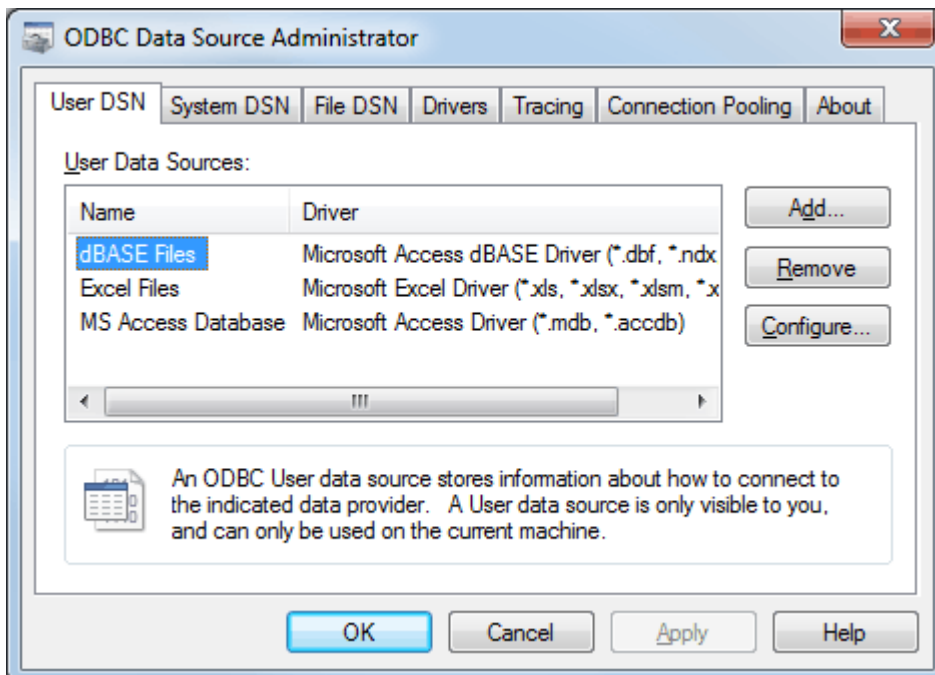 ODBC Data Source Administrator
User DSN System DSN File DSN Drivers Tracing Connection Pooling About
User Data Sources:
Name Driver
dBASE Files Microsoft Access dBASE Driver (*.dbf, *.ndx
Excel Files Microsoft Excel Driver (*.xls, *.xlsx, *.xlsm, *.x
MS Access Database Microsoft Access Driver (*.mdb, *.accdb)
Add...
Remove
Configure...
An ODBC User data source stores information about how to connect to
the indicated data provider. A User data source is only visible to you,
and can only be used on the current machine.
OK Cancel Apply Help